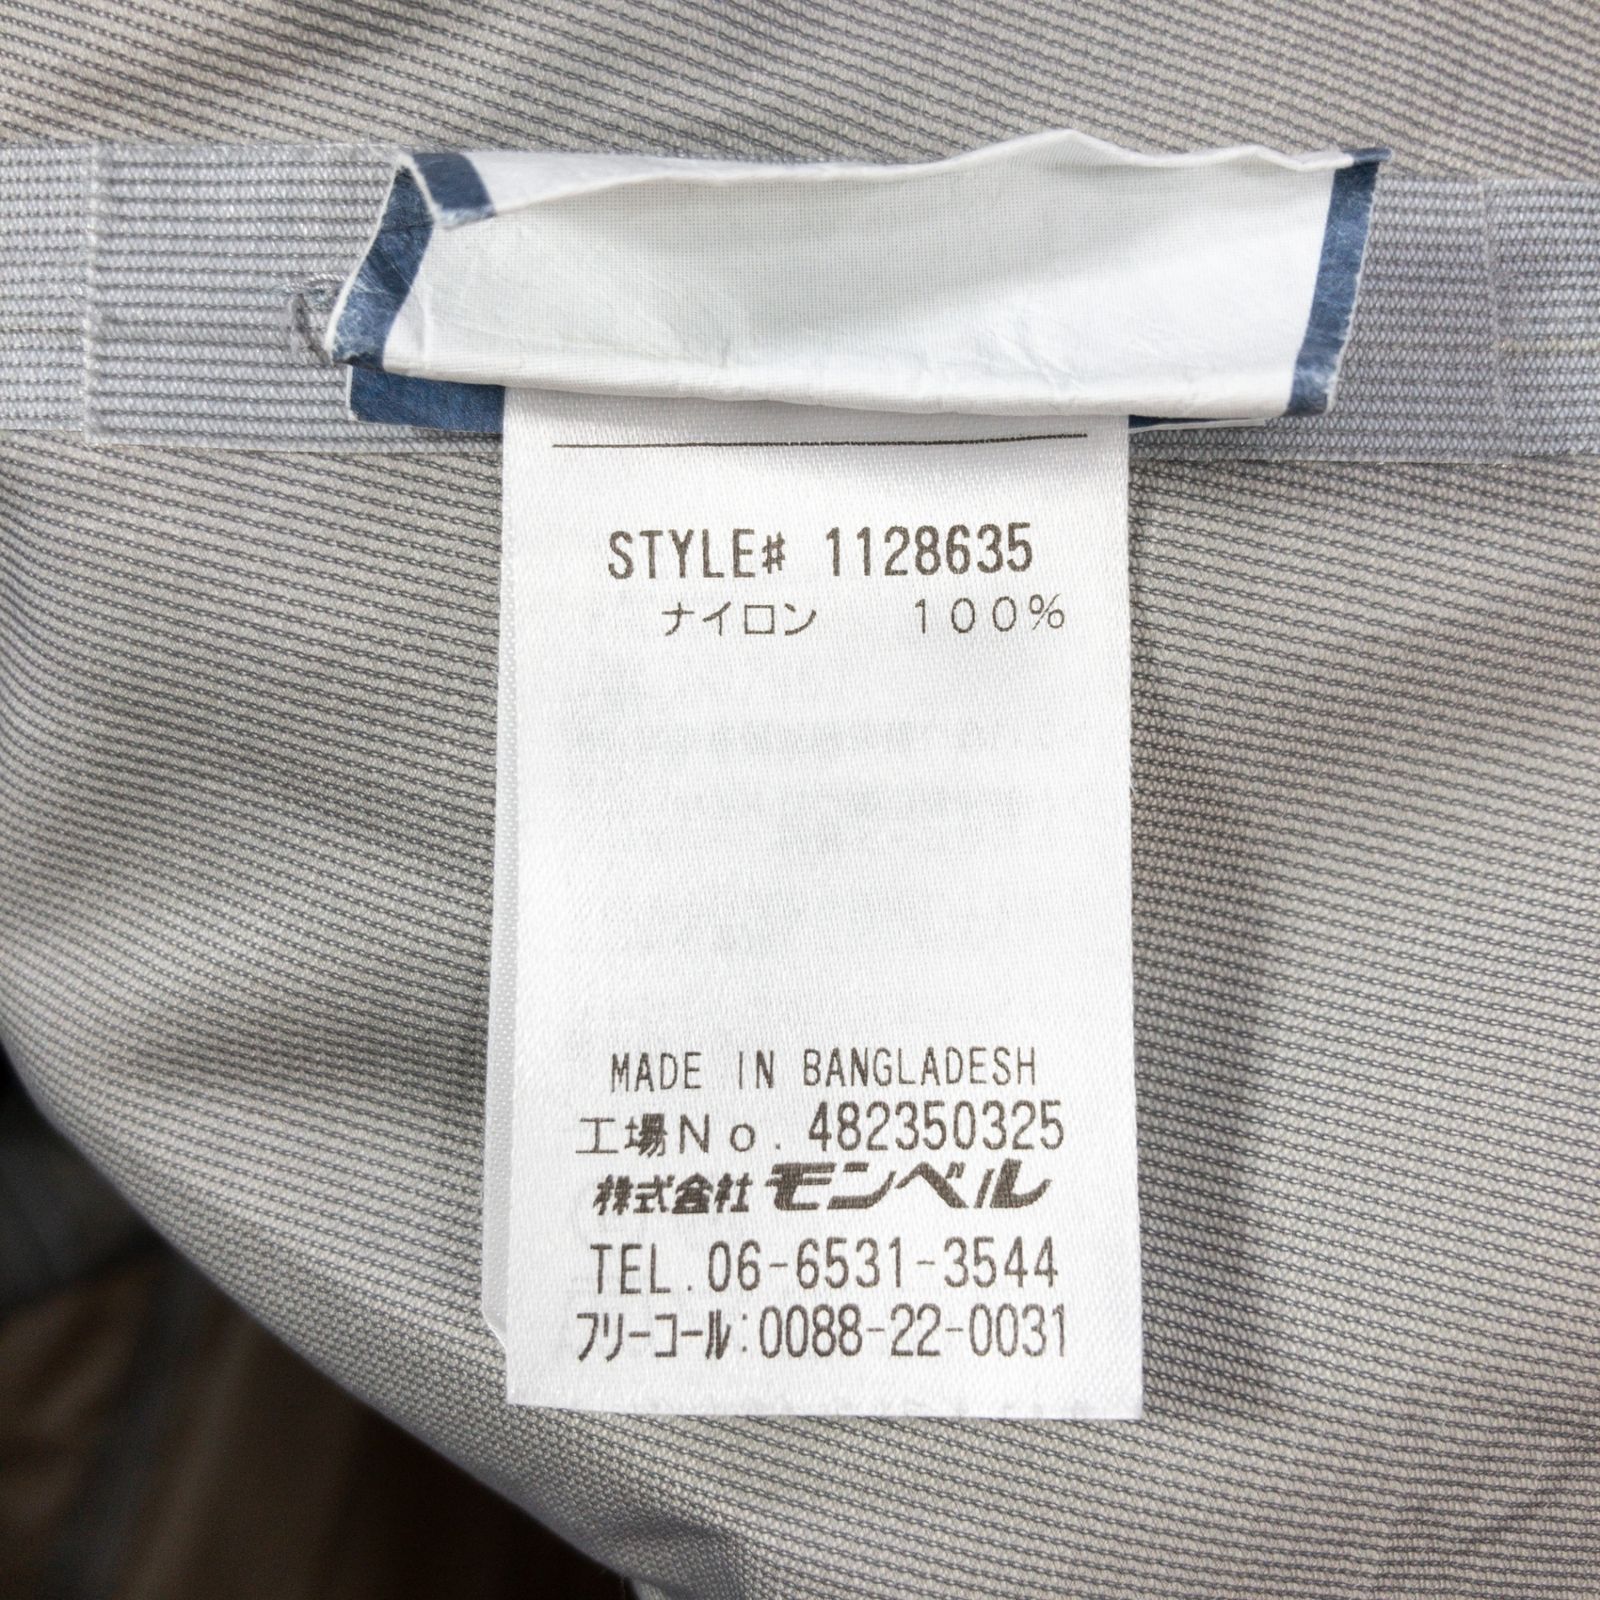 STYLE# 1128635
ナイロン 100%
MADE IN BANGLADESH
工場No. 482350325
株式会社 モンベル
TEL.06-6531-3544
フリーコール:0088-22-0031